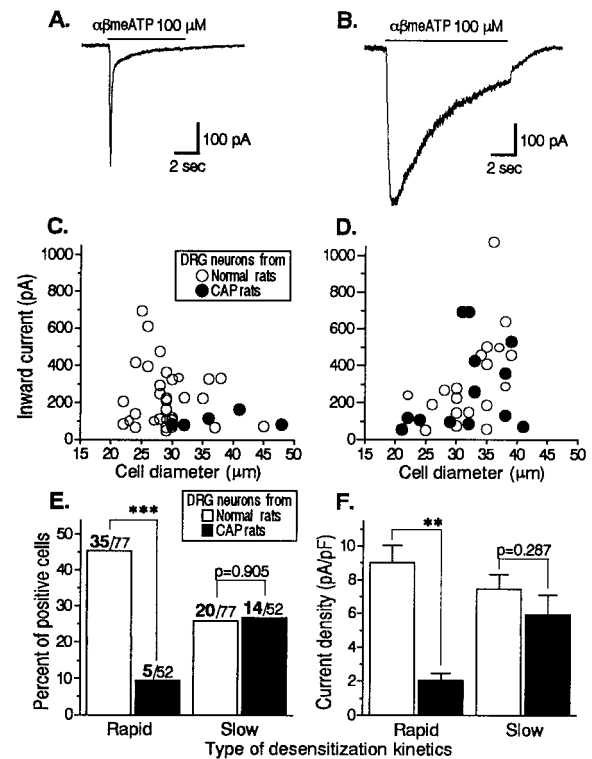 A.
αβmeATP 100 μM
100 pA
2 sec
B.
αβmeATP 100 μM
100 pA
2 sec
C.
DRG neurons from
Normal rats
CAP rats
Inward current (pA)
1000
800
600
400
200
0
15 20 25 30 35 40 45 50
Cell diameter (μm)
D.
1000
800
600
400
200
0
15 20 25 30 35 40 45 50
Cell diameter (μm)
E.
DRG neurons from
Normal rats
CAP rats
Percent of positive cells
50
40
30
20
10
0
***
35/77
5/52
p=0.905
20/77
14/52
Rapid
Slow
F.
Current density (pA/pF)
10
8
6
4
2
0
**
p=0.287
Rapid
Slow
Type of desensitization kinetics